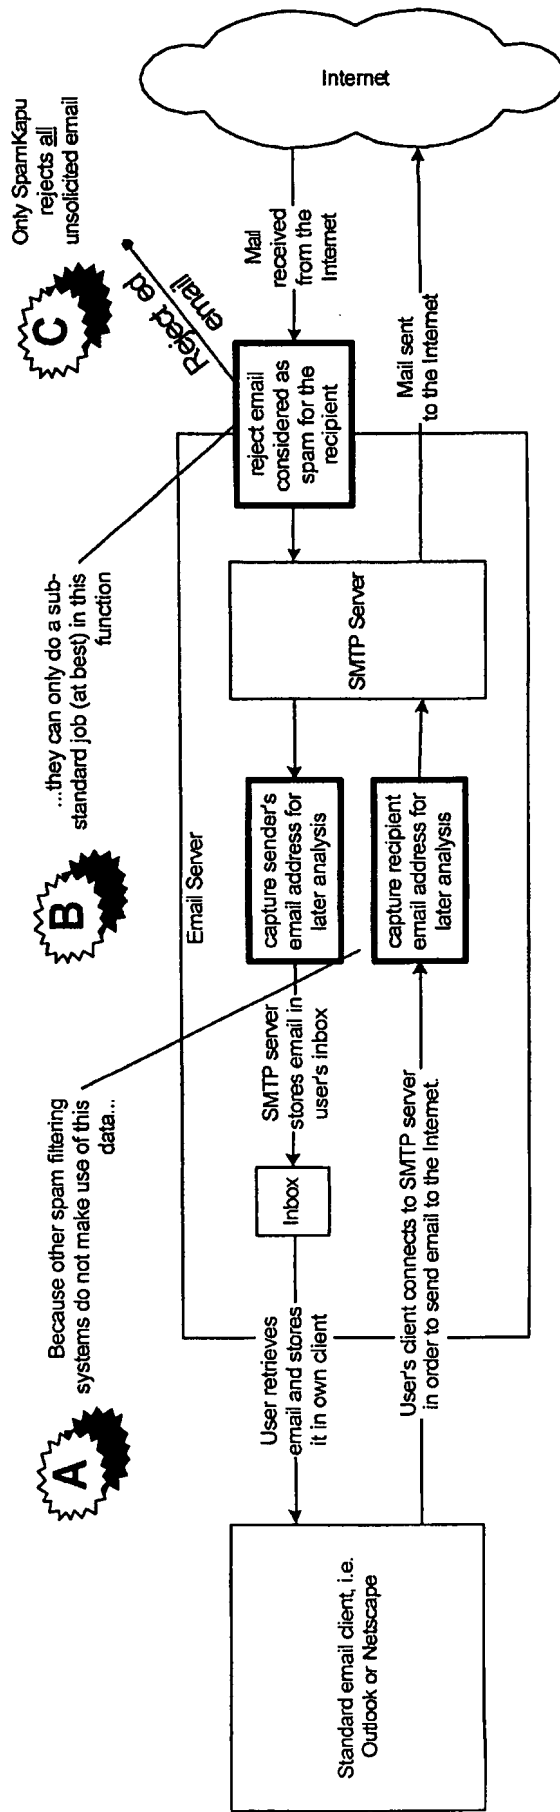 A
Because other spam filtering
systems do not make use of this
data...
B
...they can only do a sub-
standard job (at best) in this
function
C
Only SpamKapu
rejects all
unsolicited email
Rejected
email
Email Server
Standard email client, i.e.
Outlook or Netscape
User retrieves
email and stores
it in own client
Inbox
SMTP server
stores email in
user's inbox
capture sender's
email address for
later analysis
SMTP Server
reject email
considered as
spam for the
recipient
Mail
received
from the
Internet
Internet
User's client connects to SMTP server
in order to send email to the Internet.
capture recipient
email address for
later analysis
Mail sent
to the Internet